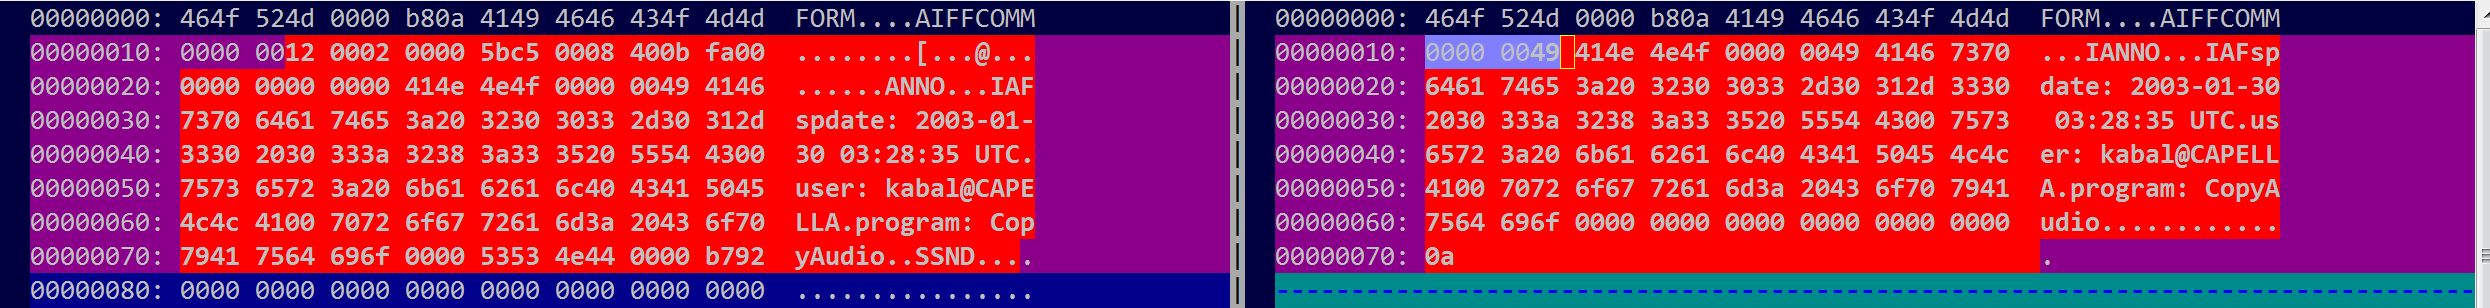 00000000: 464f 524d 0000 b80a 4149 4646 434f 4d4d  FORM....AIFFCOMM
00000010: 0000 0012 0002 0000 5bc5 0008 400b fa00  ........[...@...
00000020: 0000 0000 0000 414e 4e4f 0000 0049 4146  ......ANNO...IAF
00000030: 7370 6461 7465 3a20 3230 3033 2d30 312d  spdate: 2003-01-
00000040: 3330 2030 333a 3238 3a33 3520 5554 4300  30 03:28:35 UTC.
00000050: 7573 6572 3a20 6b61 6261 6c40 4341 5045  user: kabal@CAPE
00000060: 4c4c 4100 7072 6f67 7261 6d3a 2043 6f70  LLA.program: Cop
00000070: 7941 7564 696f 0000 5353 4e44 0000 b792  yAudio..SSND....
00000080: 0000 0000 0000 0000 0000 0000 0000 0000  ................
00000000: 464f 524d 0000 b80a 4149 4646 434f 4d4d  FORM....AIFFCOMM
00000010: 0000 0049 414e 4e4f 0000 0049 4146 7370  ...IANNO...IAFsp
00000020: 6461 7465 3a20 3230 3033 2d30 312d 3330  date: 2003-01-30
00000030: 2030 333a 3238 3a33 3520 5554 4300 7573   03:28:35 UTC.us
00000040: 6572 3a20 6b61 6261 6c40 4341 5045 4c4c  er: kabal@CAPELL
00000050: 4100 7072 6f67 7261 6d3a 2043 6f70 7941  A.program: CopyA
00000060: 7564 696f 0000 0000 0000 0000 0000 0000  udio............
00000070: 0a  .